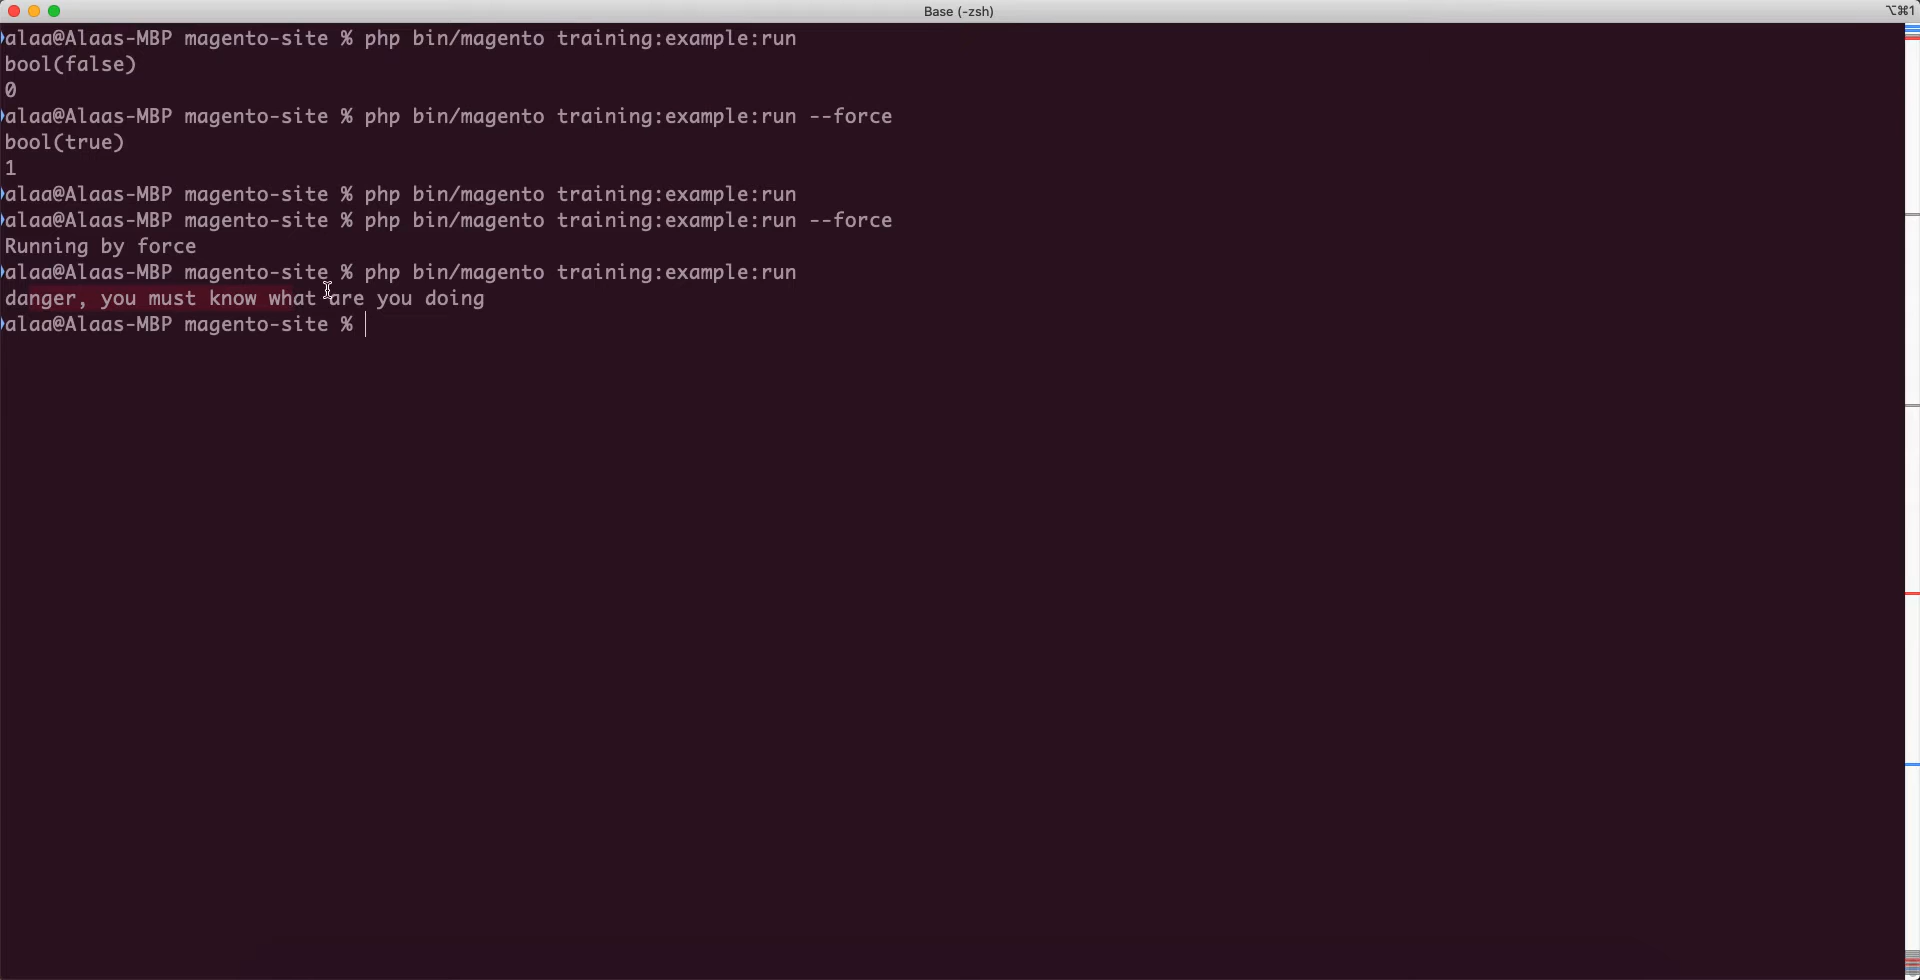 Base (-zsh)
⌥⌘1
alaa@Alaas-MBP magento-site % php bin/magento training:example:run
bool(false)
0
alaa@Alaas-MBP magento-site % php bin/magento training:example:run --force
bool(true)
1
alaa@Alaas-MBP magento-site % php bin/magento training:example:run
alaa@Alaas-MBP magento-site % php bin/magento training:example:run --force
Running by force
alaa@Alaas-MBP magento-site % php bin/magento training:example:run
danger, you must know what are you doing
alaa@Alaas-MBP magento-site %